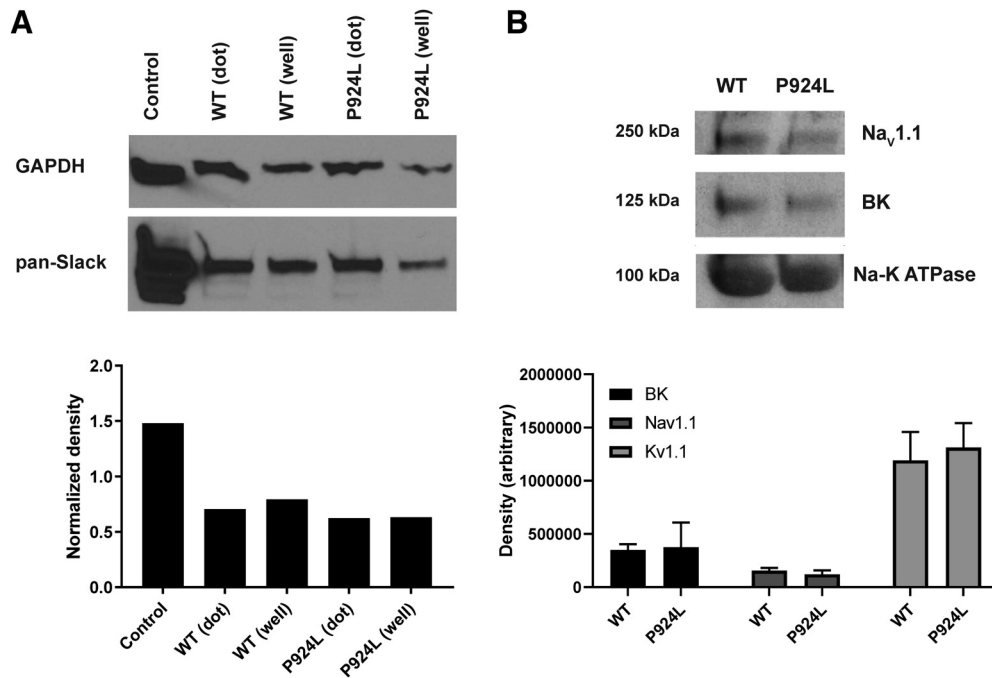 A
Control
WT (dot)
WT (well)
P924L (dot)
P924L (well)
GAPDH
pan-Slack
Normalized density
2.0
1.5
1.0
0.5
0.0
Control
WT (dot)
WT (well)
P924L (dot)
P924L (well)
B
WT P924L
250 kDa Nav1.1
125 kDa BK
100 kDa Na-K ATPase
Density (arbitrary)
2000000
1500000
1000000
500000
0
BK
Nav1.1
Kv1.1
WT
P924L
WT
P924L
WT
P924L